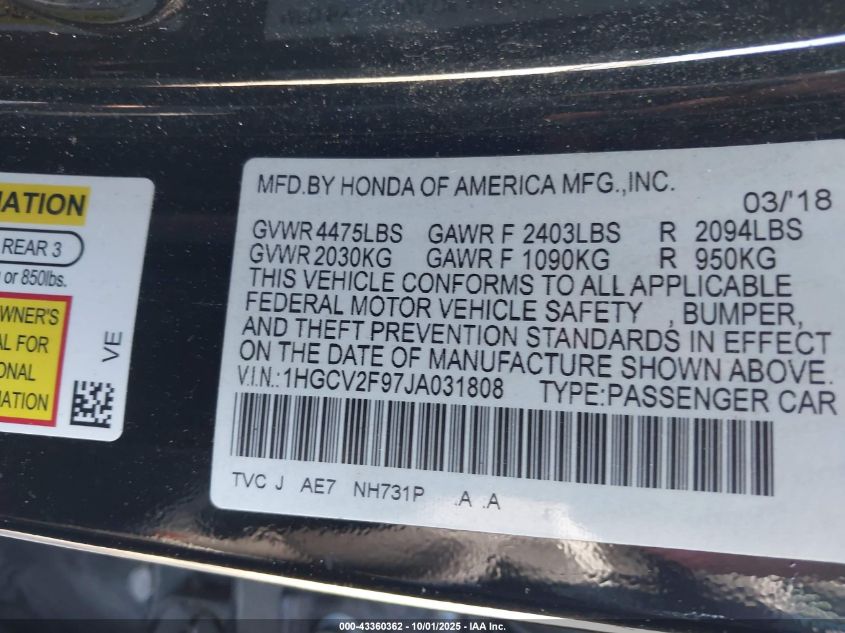 MATION
REAR 3
or 850lbs.
OWNER'S
AL FOR
IONAL
RMATION
VE
MFD.BY HONDA OF AMERICA MFG.,INC.
03/'18
GVWR 4475LBS GAWR F 2403LBS R 2094LBS
GVWR 2030KG GAWR F 1090KG R 950KG
THIS VEHICLE CONFORMS TO ALL APPLICABLE
FEDERAL MOTOR VEHICLE SAFETY , BUMPER,
AND THEFT PREVENTION STANDARDS IN EFFECT
ON THE DATE OF MANUFACTURE SHOWN ABOVE.
V.I.N.:1HGCV2F97JA031808 TYPE:PASSENGER CAR
TVC J AE7 NH731P .A .A
000-43360362 - 10/01/2025 - IAA Inc.